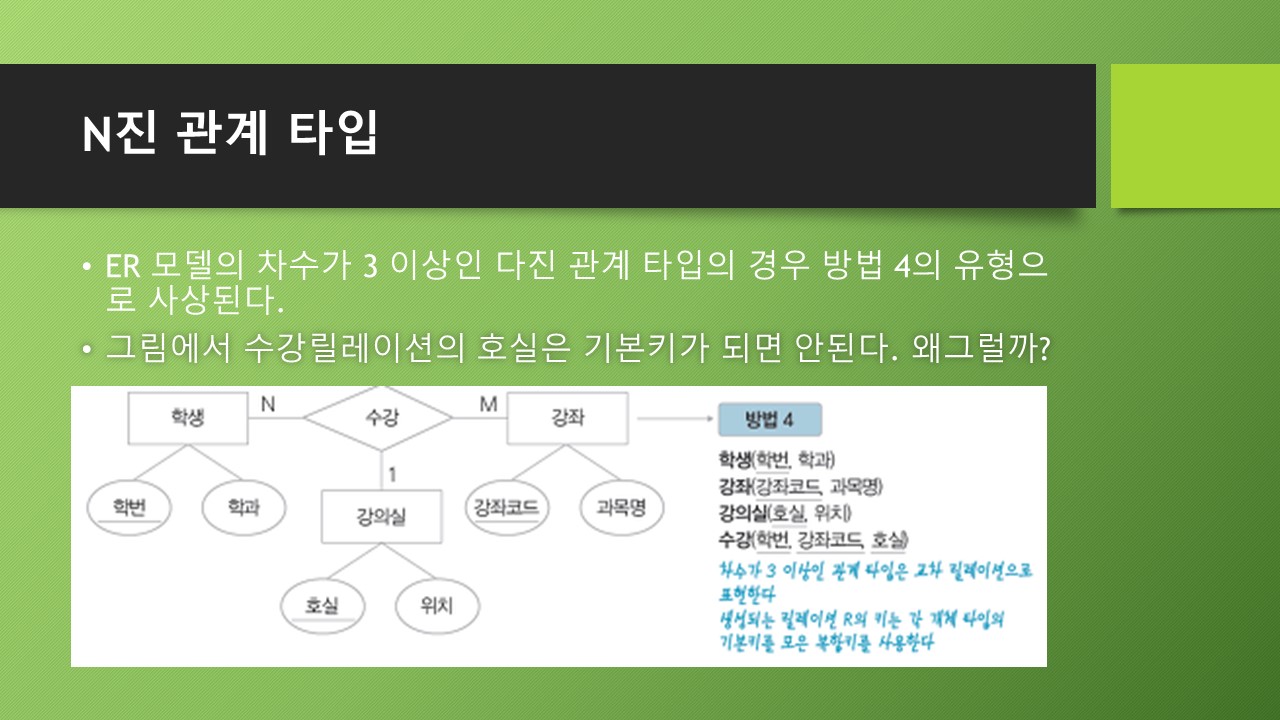 N진 관계 타입
• ER 모델의 차수가 3 이상인 다진 관계 타입의 경우 방법 4의 유형으
로 사상된다.
• 그림에서 수강릴레이션의 호실은 기본키가 되면 안된다. 왜그럴까?
학생 N 수강 M 강좌
방법 4
학생(학번, 학과)
강좌(강좌코드, 과목명)
강의실(호실, 위치)
수강(학번, 강좌코드, 호실)
차수가 3 이상인 관계 타입은 교차 릴레이션으로
표현한다
생성되는 릴레이션 R의 키는 각 개체 타입의
기본키를 모은 복합키를 사용한다
1
학번 학과 강의실 강좌코드 과목명
호실 위치